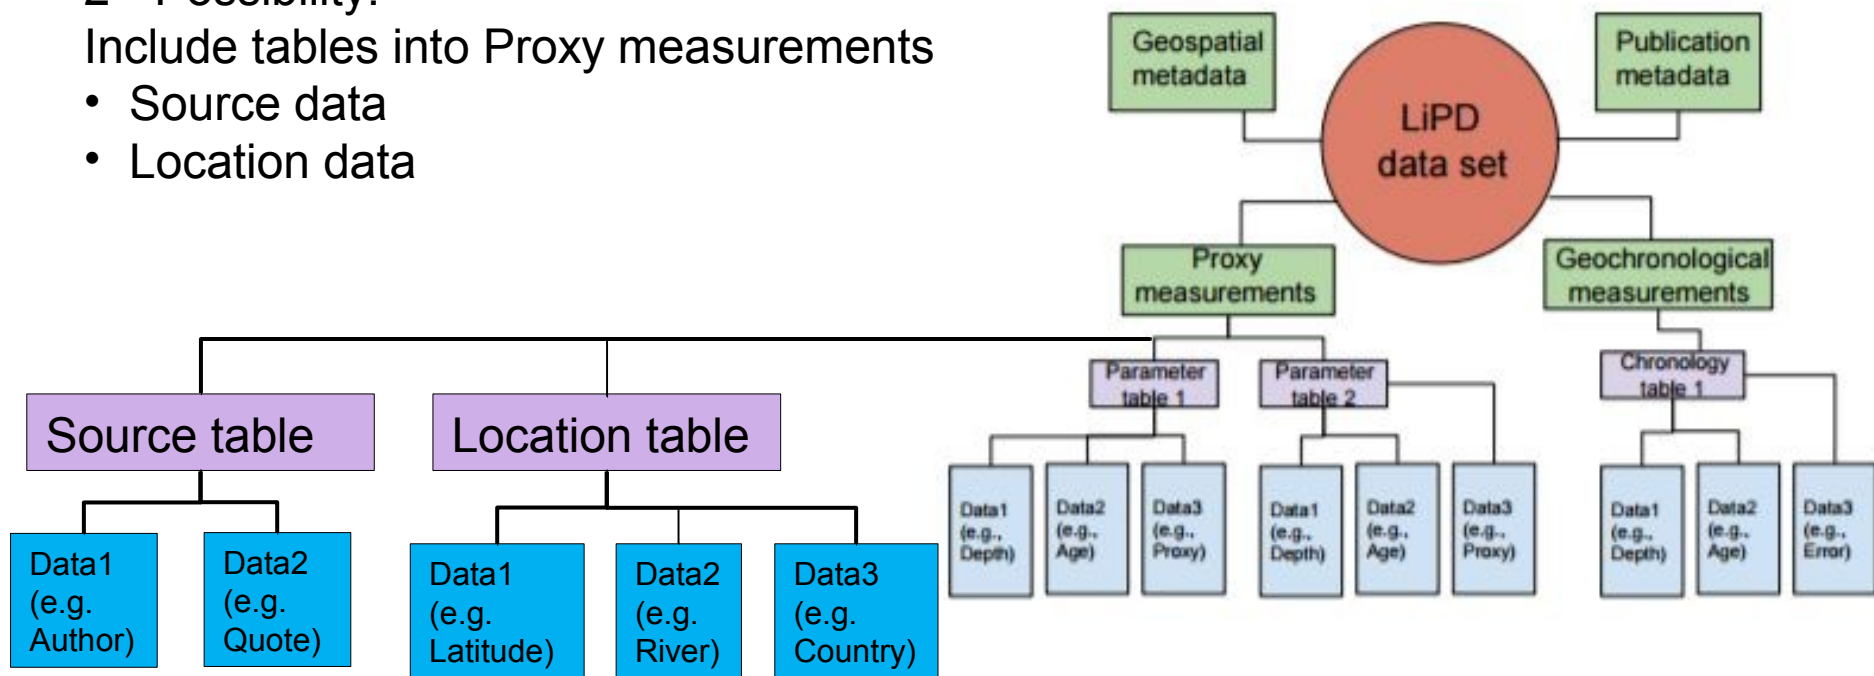 Include tables into Proxy measurements
• Source data
• Location data
Geospatial
metadata
Publication
metadata
LiPD
data set
Proxy
measurements
Geochronological
measurements
Parameter
table 1
Parameter
table 2
Chronology
table 1
Source table
Location table
Data1
(e.g.
Author)
Data2
(e.g.
Quote)
Data1
(e.g.
Latitude)
Data2
(e.g.
River)
Data3
(e.g.
Country)
Data1
(e.g.,
Depth)
Data2
(e.g.,
Age)
Data3
(e.g.,
Proxy)
Data1
(e.g.,
Depth)
Data2
(e.g.,
Age)
Data3
(e.g.,
Proxy)
Data1
(e.g.,
Depth)
Data2
(e.g.,
Age)
Data3
(e.g.,
Error)